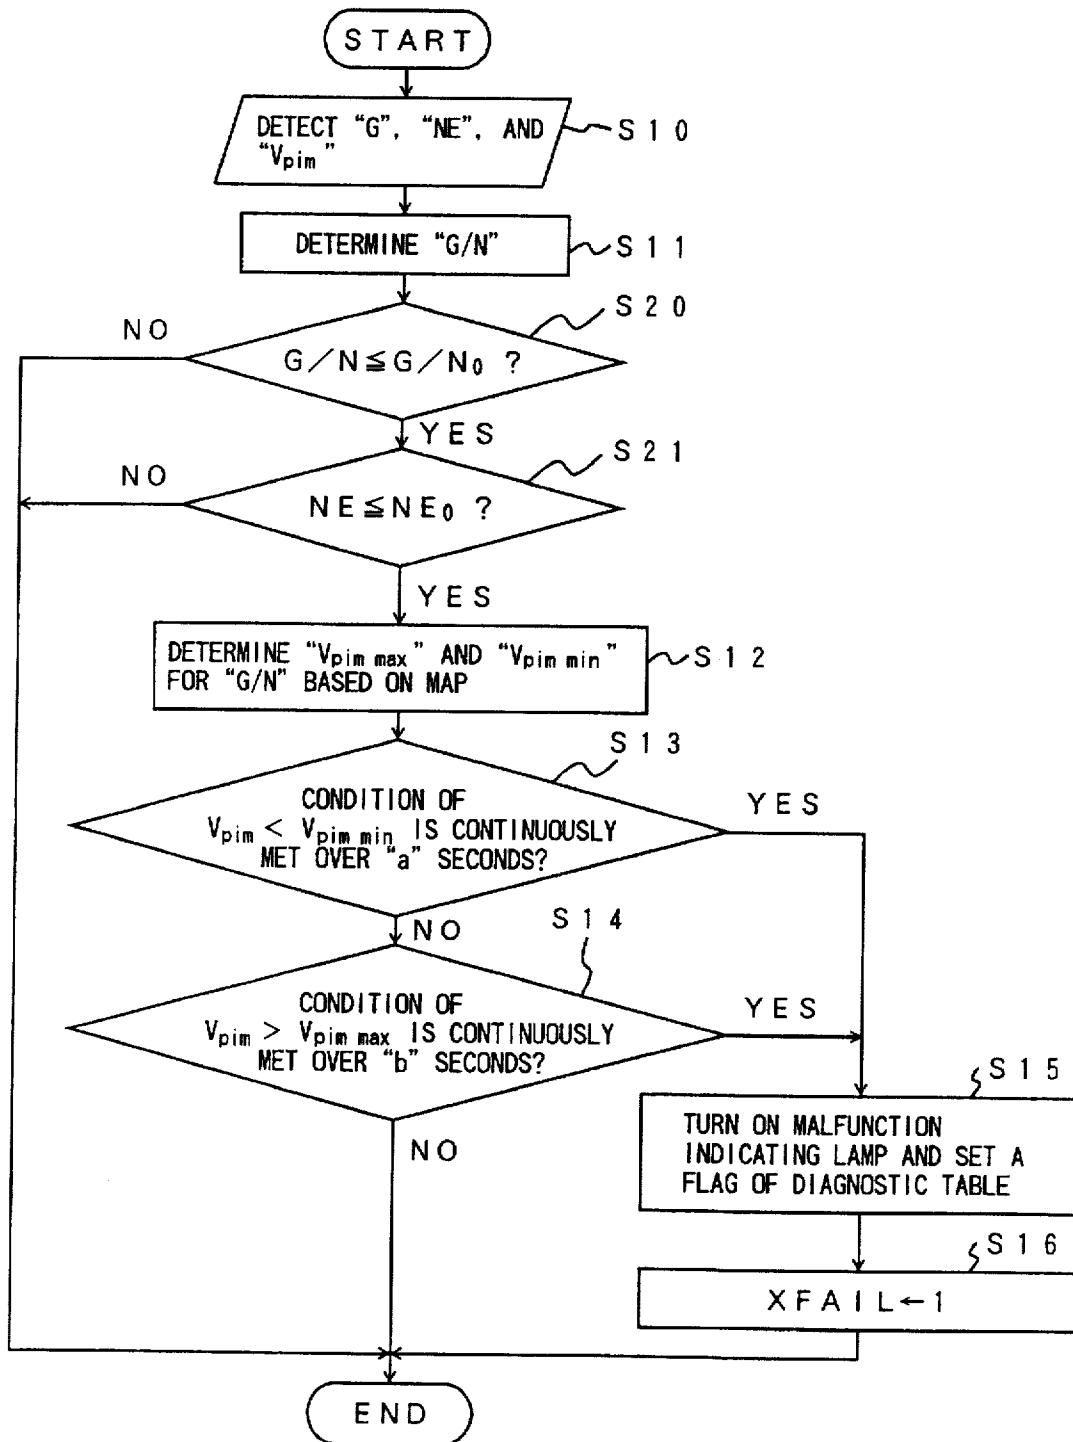 START
DETECT “G”, “NE”, AND
“Vpim”
S10
DETERMINE “G/N”
S11
S20
NO
G/N≦G/N0 ?
YES
S21
NO
NE≦NE0 ?
YES
DETERMINE “Vpim max” AND “Vpim min”
FOR “G/N” BASED ON MAP
S12
S13
CONDITION OF
Vpim < Vpim min IS CONTINUOUSLY
MET OVER “a” SECONDS?
YES
NO
S14
CONDITION OF
Vpim > Vpim max IS CONTINUOUSLY
MET OVER “b” SECONDS?
YES
NO
S15
TURN ON MALFUNCTION
INDICATING LAMP AND SET A
FLAG OF DIAGNOSTIC TABLE
S16
XFAIL←1
END